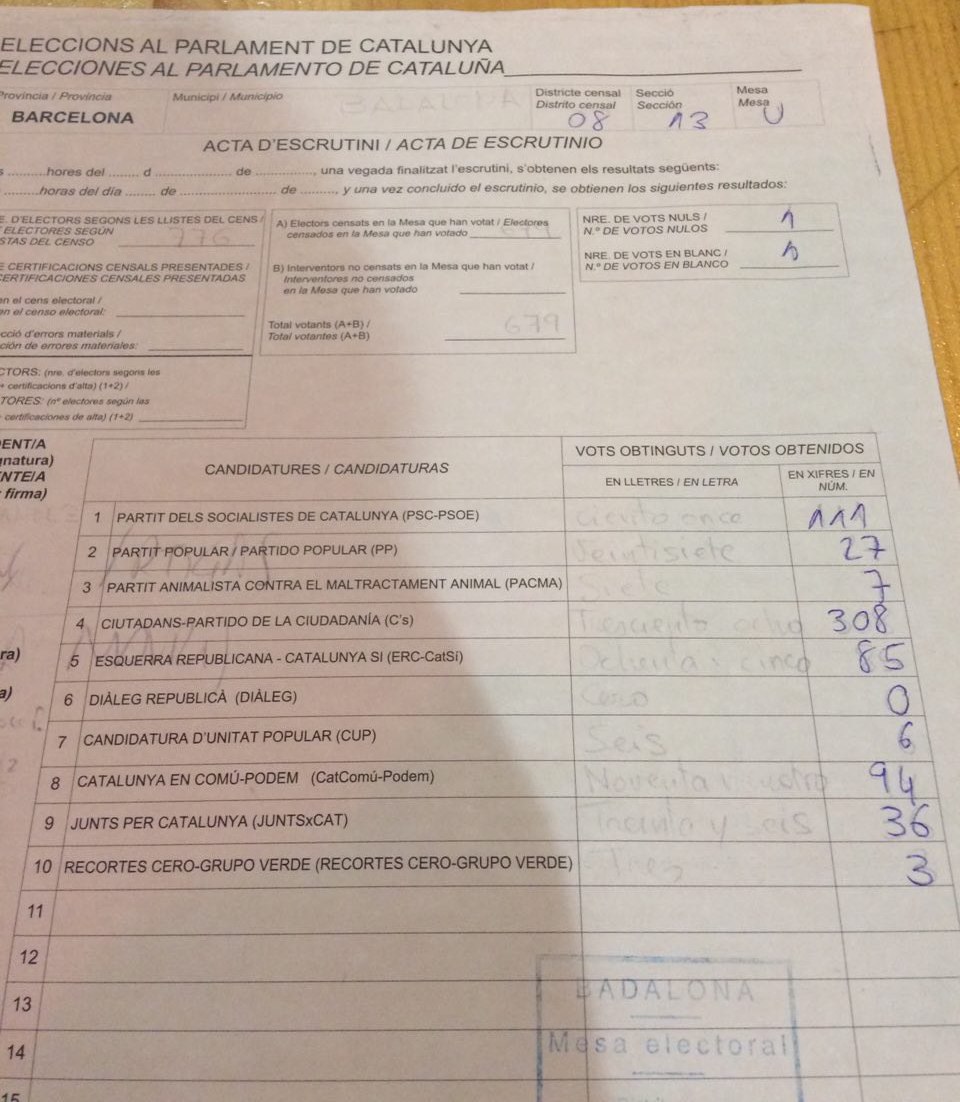 ELECCIONS AL PARLAMENT DE CATALUNYA
ELECCIONES AL PARLAMENTO DE CATALUÑA
Província / Provincia
BARCELONA
Municipi / Municipio
BADALONA
Districte censal
Distrito censal
08
Secció
Sección
13
Mesa
Mesa
U
ACTA D'ESCRUTINI / ACTA DE ESCRUTINIO
hores del ........ d .................... de ............, una vegada finalitzat l'escrutini, s'obtenen els resultats següents:
horas del día ........ de .................... de ........, y una vez concluido el escrutinio, se obtienen los siguientes resultados:
E. D'ELECTORS SEGONS LES LLISTES DEL CENS /
ELECTORES SEGÚN
STAS DEL CENSO
E CERTIFICACIONS CENSALS PRESENTADES /
CERTIFICACIONES CENSALES PRESENTADAS
en el cens electoral /
en el censo electoral:
cció d'errors materials /
ción de errores materiales:
CTORS: (nre. d'electors segons les
+ certificacions d'alta) (1+2) /
TORES: (nº electores según las
certificaciones de alta) (1+2)
A) Electors censats en la Mesa que han votat / Electores
censados en la Mesa que han votado
B) Interventors no censats en la Mesa que han votat /
Interventores no censados
en la Mesa que han votado
Total votants (A+B) /
Total votantes (A+B)
679
NRE. DE VOTS NULS /
N.º DE VOTOS NULOS
1
NRE. DE VOTS EN BLANC /
N.º DE VOTOS EN BLANCO
DENT/A
gnatura)
NTE/A
firma)
ra)
a)
CANDIDATURES / CANDIDATURAS
VOTS OBTINGUTS / VOTOS OBTENIDOS
EN LLETRES / EN LETRA
EN XIFRES / EN
NÚM.
1 PARTIT DELS SOCIALISTES DE CATALUNYA (PSC-PSOE) Ciento once 111
2 PARTIT POPULAR / PARTIDO POPULAR (PP) Veintisiete 27
3 PARTIT ANIMALISTA CONTRA EL MALTRACTAMENT ANIMAL (PACMA) Siete 7
4 CIUTADANS-PARTIDO DE LA CIUDADANÍA (C's) Tresciento ocho 308
5 ESQUERRA REPUBLICANA - CATALUNYA SI (ERC-CatSí) Ochenta y cinco 85
6 DIÀLEG REPUBLICÀ (DIÀLEG) Cero 0
7 CANDIDATURA D'UNITAT POPULAR (CUP) Seis 6
8 CATALUNYA EN COMÚ-PODEM (CatComú-Podem) Noventa y cuatro 94
9 JUNTS PER CATALUNYA (JUNTSxCAT) Treinta y seis 36
10 RECORTES CERO-GRUPO VERDE (RECORTES CERO-GRUPO VERDE) Tres 3
11
12
13
14
15
BADALONA
Mesa electoral